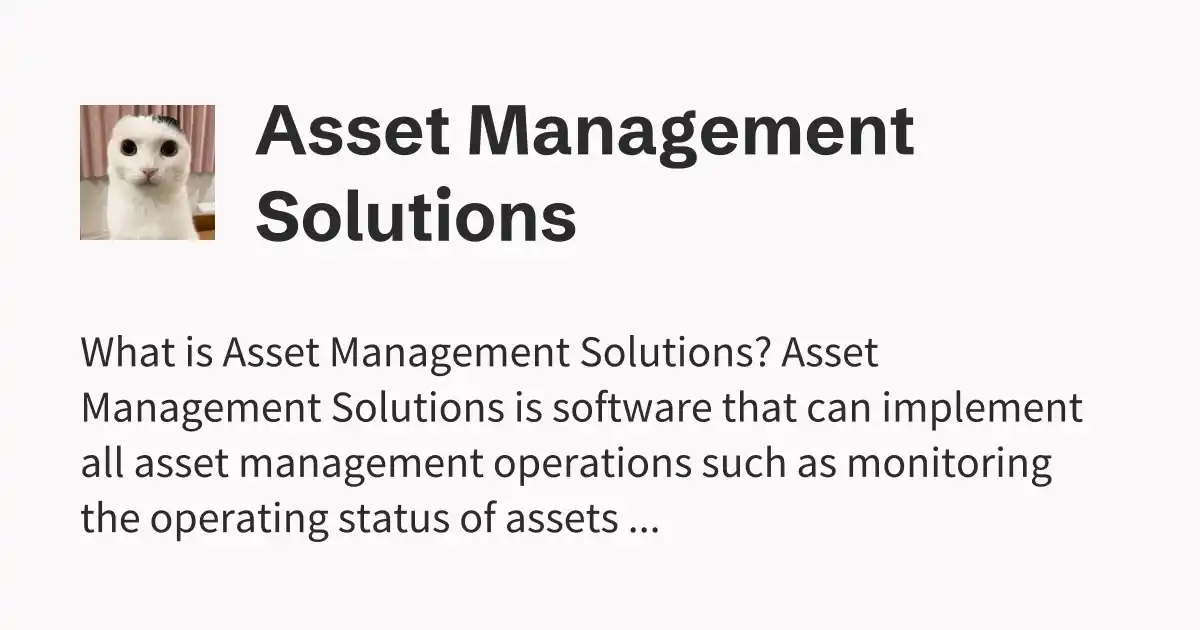 Asset Management
Solutions
What is Asset Management Solutions? Asset
Management Solutions is software that can implement
all asset management operations such as monitoring
the operating status of assets ...